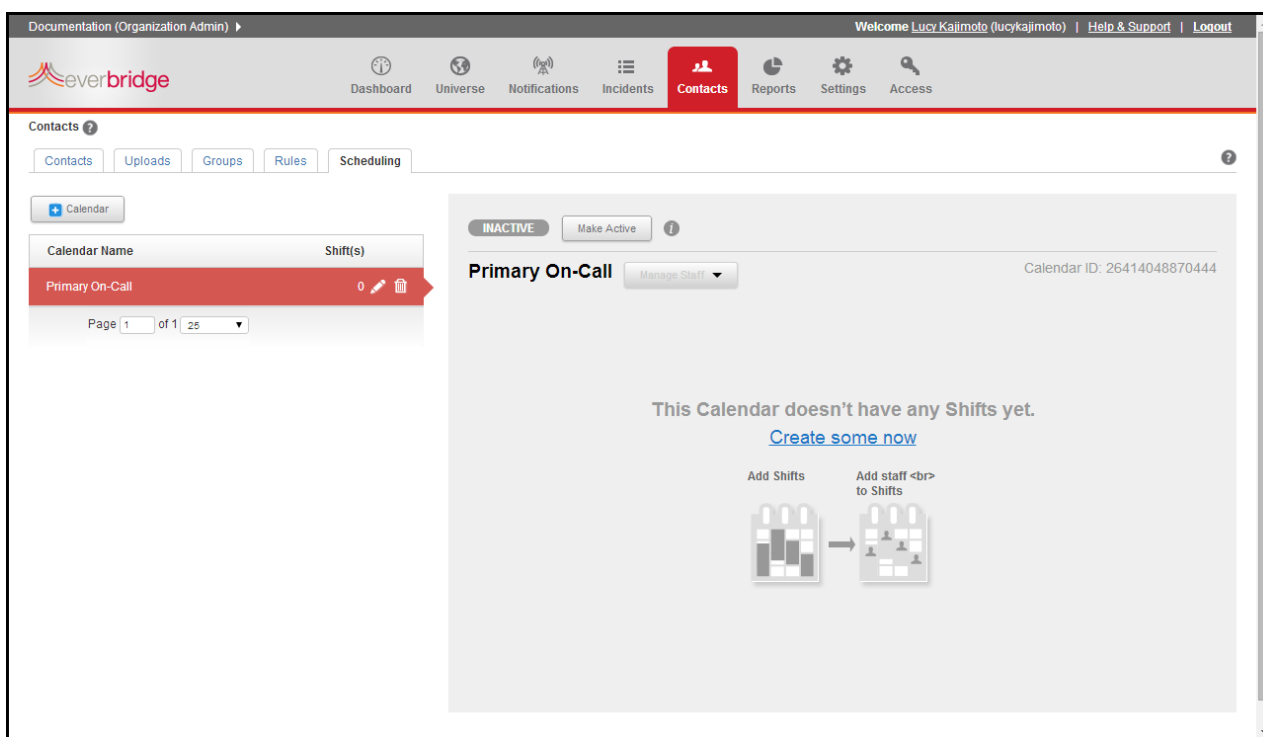 Documentation (Organization Admin)
Welcome Lucy Kajimoto (lucykajimoto) | Help & Support | Logout
everbridge
Dashboard Universe Notifications Incidents Contacts Reports Settings Access
Contacts ?
Contacts Uploads Groups Rules Scheduling ?
+ Calendar
INACTIVE Make Active i
Calendar Name Shift(s)
Primary On-Call Manage Staff Calendar ID: 26414048870444
Primary On-Call 0
Page 1 of 1 25
This Calendar doesn't have any Shifts yet.
Create some now
Add Shifts
Add staff <br>
to Shifts